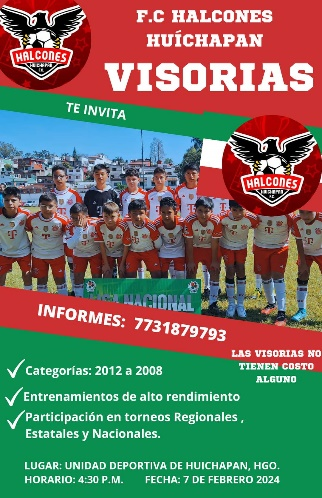 F.C HALCONES
HUÍCHAPAN
VISORIAS
HALCONES
HUICHAPAN
F.C
TE INVITA
HALCONES
NACIONAL
INFORMES: 7731879793
LAS VISORIAS NO
TIENEN COSTO
ALGUNO
Categorías: 2012 a 2008
Entrenamientos de alto rendimiento
Participación en torneos Regionales ,
Estatales y Nacionales.
LUGAR: UNIDAD DEPORTIVA DE HUICHAPAN, HGO.
HORARIO: 4:30 P.M. FECHA: 7 DE FEBRERO 2024